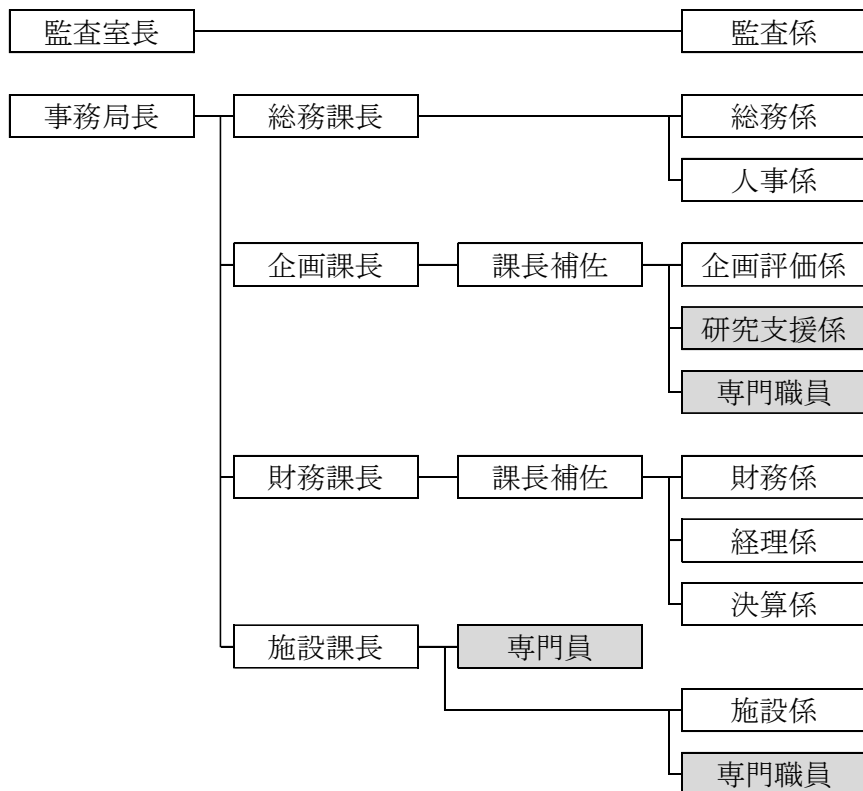 監査室長 監査係
事務局長 総務課長 総務係
人事係
企画課長 課長補佐 企画評価係
研究支援係
専門職員
財務課長 課長補佐 財務係
経理係
決算係
施設課長 専門員
施設係
専門職員